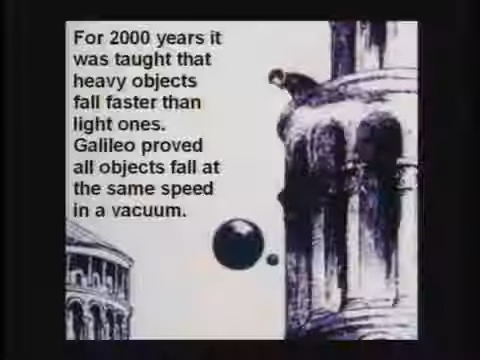 For 2000 years it
was taught that
heavy objects
fall faster than
light ones.
Galileo proved
all objects fall at
the same speed
in a vacuum.